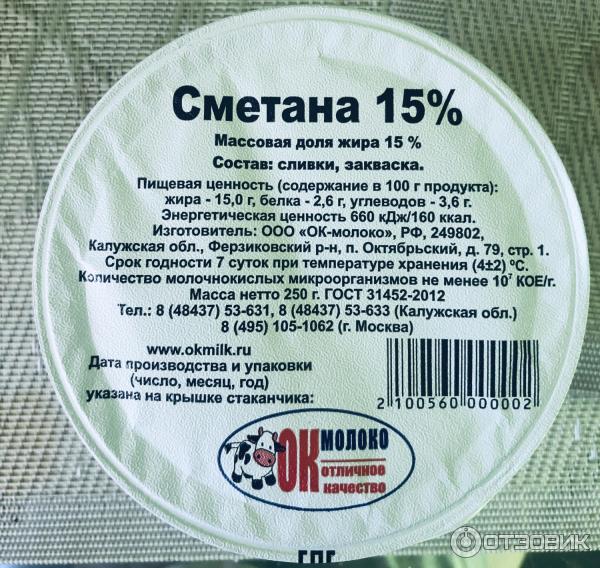 Сметана 15%
Массовая доля жира 15 %
Состав: сливки, закваска.
Пищевая ценность (содержание в 100 г продукта):
жира - 15,0 г, белка - 2,6 г, углеводов - 3,6 г.
Энергетическая ценность 660 кДж/160 ккал.
Изготовитель: ООО «ОК-молоко», РФ, 249802,
Калужская обл., Ферзиковский р-н, п. Октябрьский, д. 79, стр. 1.
Срок годности 7 суток при температуре хранения (4±2) ºС.
Количество молочнокислых микроорганизмов не менее 10⁷ КОЕ/г.
Масса нетто 250 г. ГОСТ 31452-2012
Тел.: 8 (48437) 53-631, 8 (48437) 53-633 (Калужская обл.)
8 (495) 105-1062 (г. Москва)
www.okmilk.ru
Дата производства и упаковки
(число, месяц, год)
указана на крышке стаканчика:
2 100560 000002
ОК МОЛОКО
отличное
качество
ОТЗОВИК